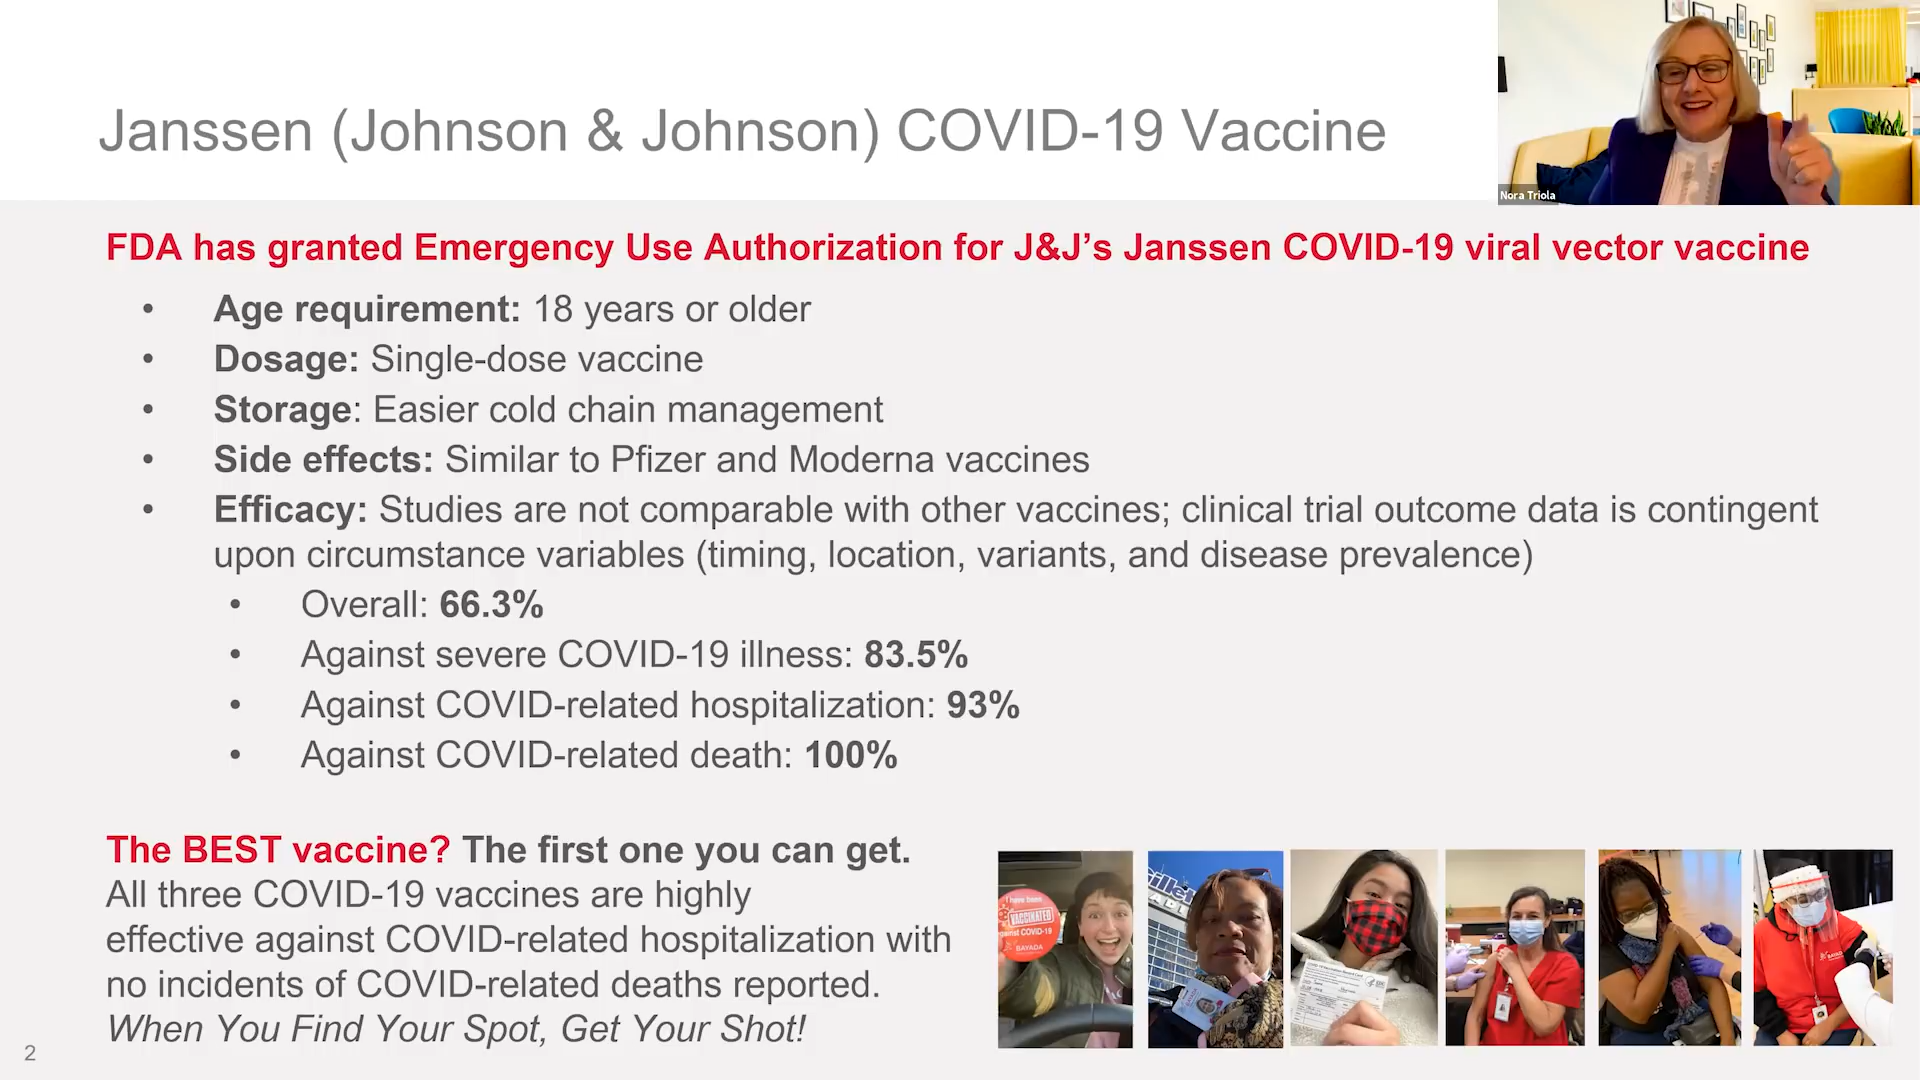 Janssen (Johnson & Johnson) COVID-19 Vaccine
Nora Triola
FDA has granted Emergency Use Authorization for J&J’s Janssen COVID-19 viral vector vaccine
• Age requirement: 18 years or older
• Dosage: Single-dose vaccine
• Storage: Easier cold chain management
• Side effects: Similar to Pfizer and Moderna vaccines
• Efficacy: Studies are not comparable with other vaccines; clinical trial outcome data is contingent
upon circumstance variables (timing, location, variants, and disease prevalence)
• Overall: 66.3%
• Against severe COVID-19 illness: 83.5%
• Against COVID-related hospitalization: 93%
• Against COVID-related death: 100%
The BEST vaccine? The first one you can get.
All three COVID-19 vaccines are highly
effective against COVID-related hospitalization with
no incidents of COVID-related deaths reported.
When You Find Your Spot, Get Your Shot!
I have been
VACCINATED
against COVID-19
BAYADA
2